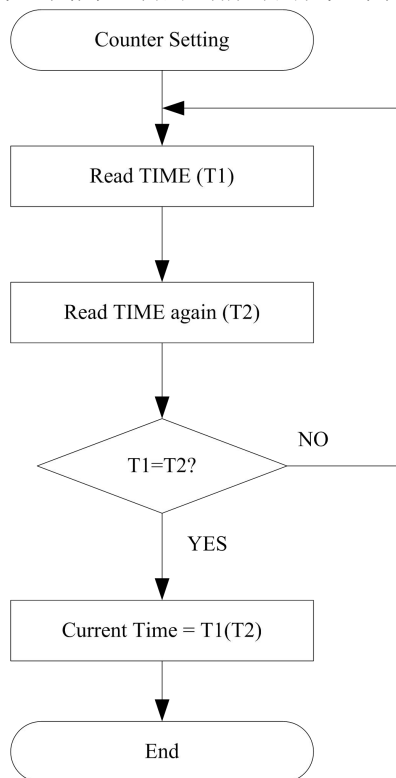 Counter Setting
Read TIME (T1)
Read TIME again (T2)
T1=T2?
NO
YES
Current Time = T1(T2)
End